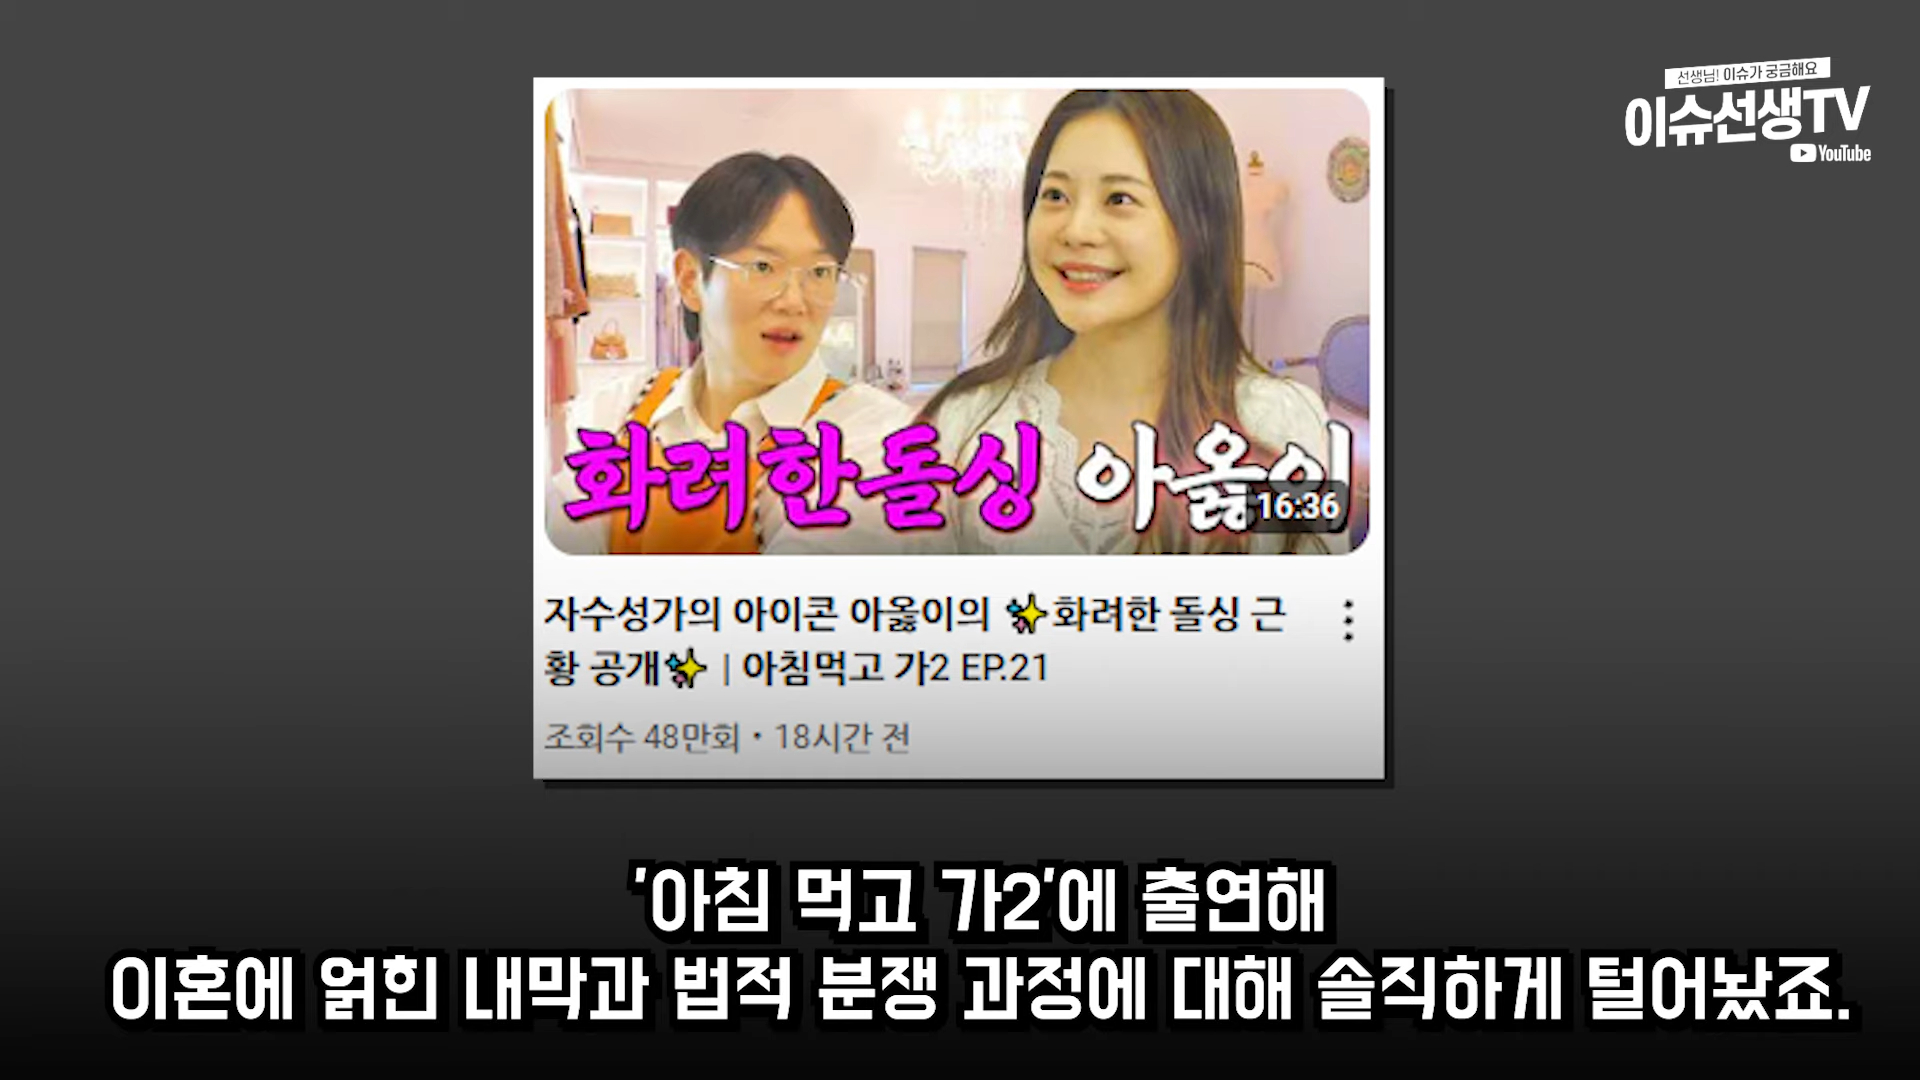 선생님! 이슈가 궁금해요
이슈선생TV
YouTube
화려한돌싱 아옳이
16:36
자수성가의 아이콘 아옳이의 ✨화려한 돌싱 근
황 공개✨ | 아침먹고 가2 EP.21
조회수 48만회 • 18시간 전
'아침 먹고 가2'에 출연해
이혼에 얽힌 내막과 법적 분쟁 과정에 대해 솔직하게 털어놨죠.